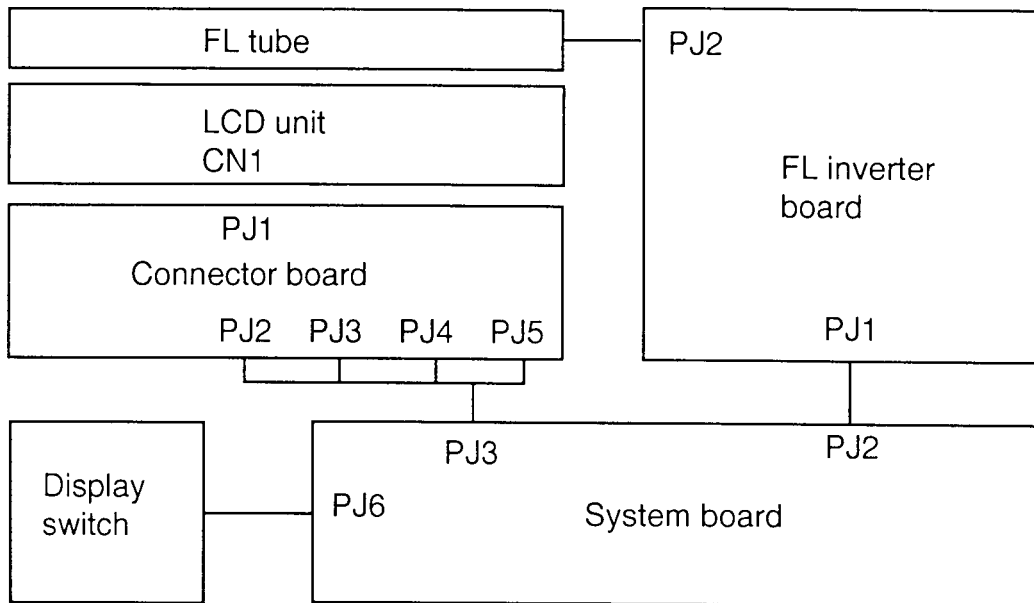 FL tube
PJ2
LCD unit
CN1
FL inverter
board
PJ1
Connector board
PJ2 PJ3 PJ4 PJ5
PJ1
PJ3
PJ2
Display
switch
PJ6
System board